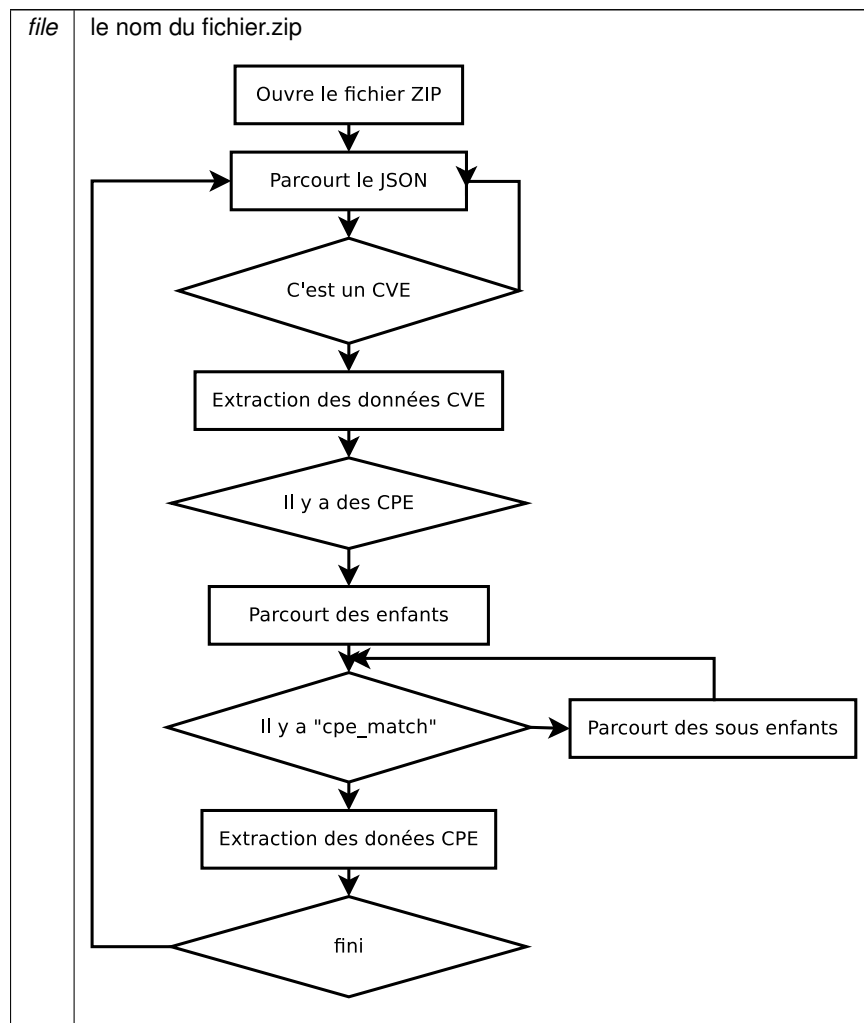 file le nom du fichier.zip
Ouvre le fichier ZIP
Parcourt le JSON
C'est un CVE
Extraction des données CVE
Il y a des CPE
Parcourt des enfants
Il y a "cpe_match"
Parcourt des sous enfants
Extraction des donées CPE
fini